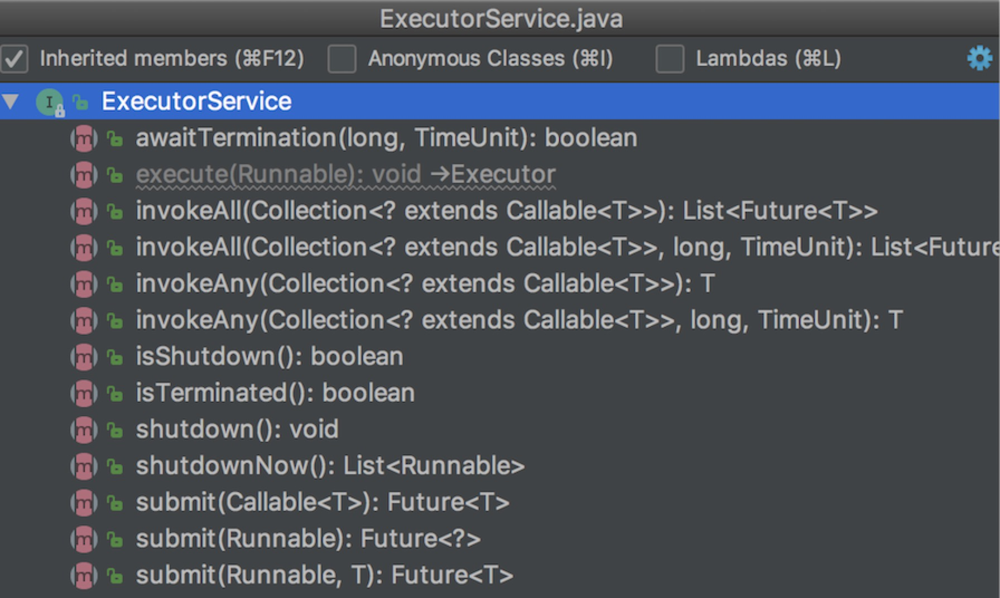 ExecutorService.java
Inherited members (⌘F12) Anonymous Classes (⌘I) Lambdas (⌘L)
I ExecutorService
m awaitTermination(long, TimeUnit): boolean
m execute(Runnable): void →Executor
m invokeAll(Collection<? extends Callable<T>>): List<Future<T>>
m invokeAll(Collection<? extends Callable<T>>, long, TimeUnit): List<Future
m invokeAny(Collection<? extends Callable<T>>): T
m invokeAny(Collection<? extends Callable<T>>, long, TimeUnit): T
m isShutdown(): boolean
m isTerminated(): boolean
m shutdown(): void
m shutdownNow(): List<Runnable>
m submit(Callable<T>): Future<T>
m submit(Runnable): Future<?>
m submit(Runnable, T): Future<T>